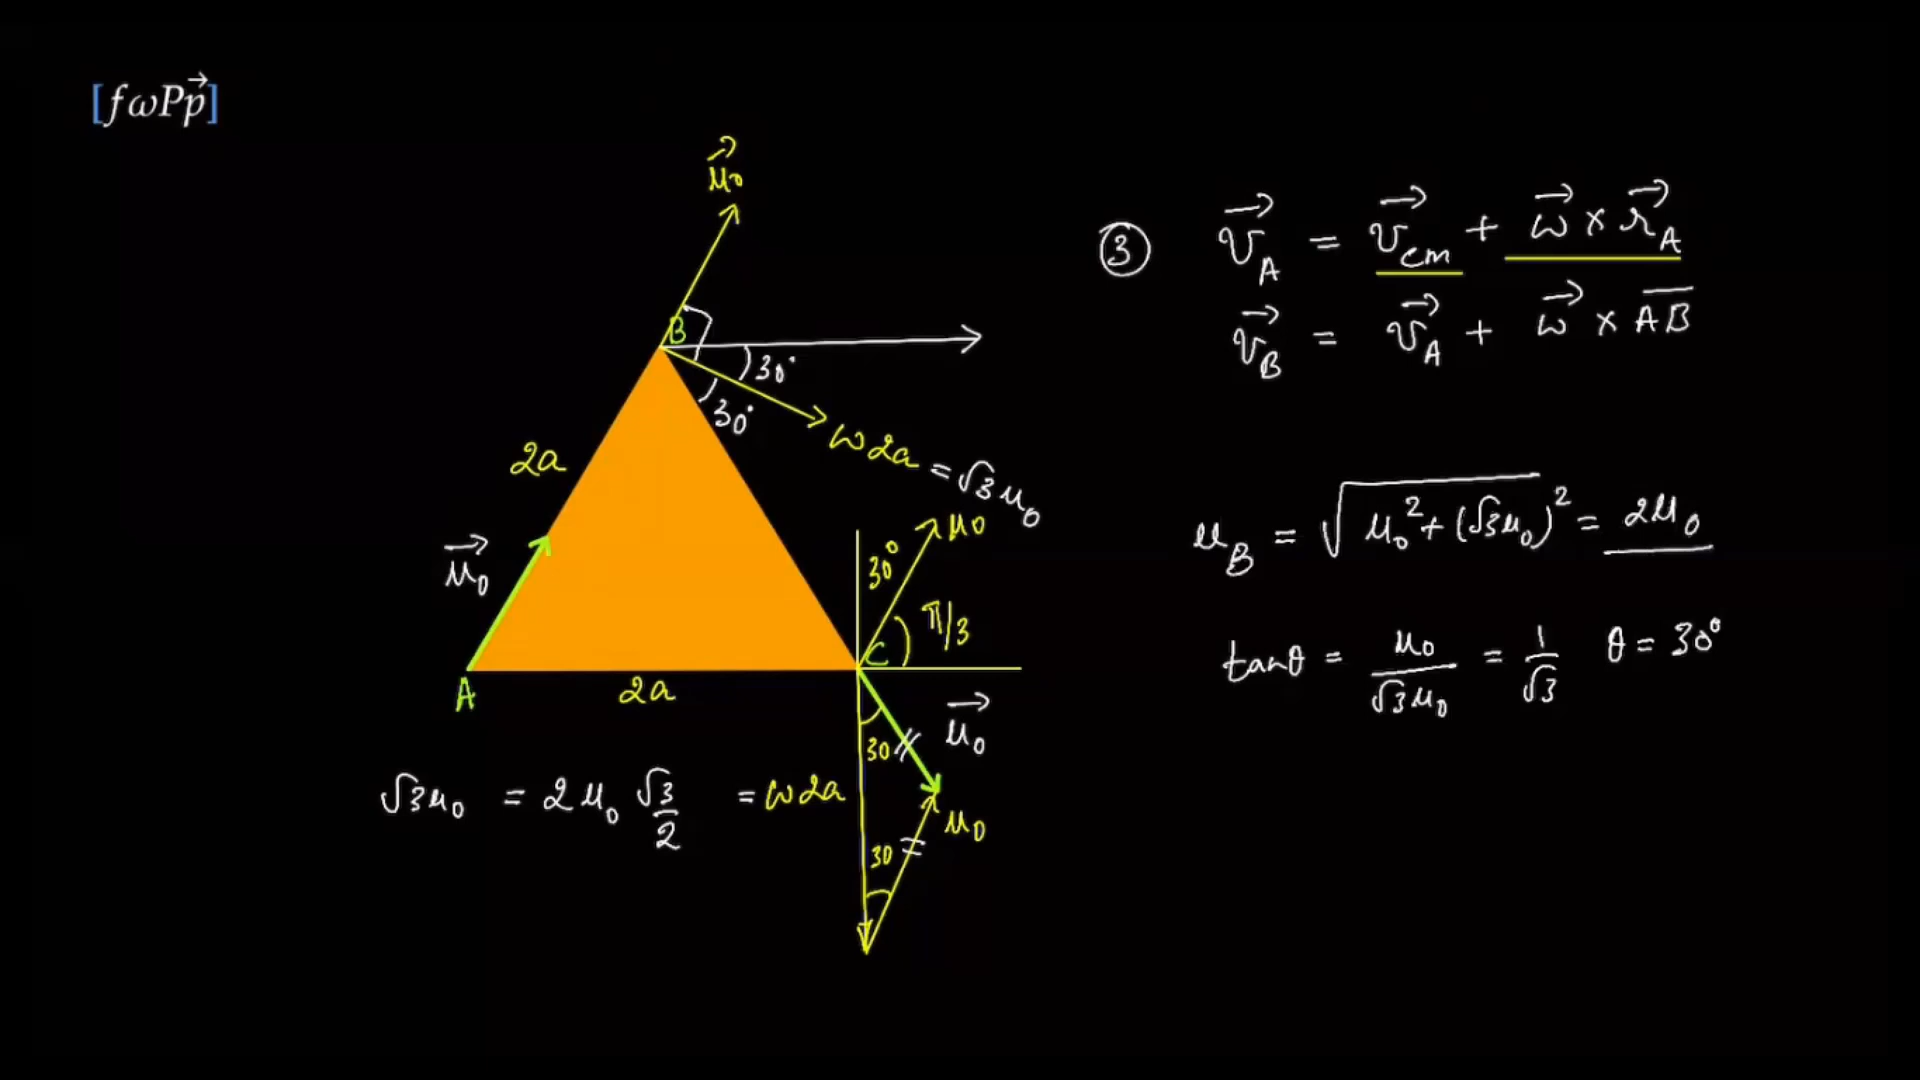 [fωPp⃗]
u⃗₀
③ v⃗_A = v⃗_cm + ω⃗ × r⃗_A
v⃗_B = v⃗_A + ω⃗ × A͞B͞
B
30°
30°
ω2a = √3u₀
2a
u₀
30°
π/3
u⃗₀
C
A
2a
u⃗₀
30
u₀
30
u_B = √(u₀² + (√3u₀)²) = 2u₀
tanθ = u₀/√3u₀ = 1/√3 θ = 30°
√3u₀ = 2u₀ √3/2 = ω2a